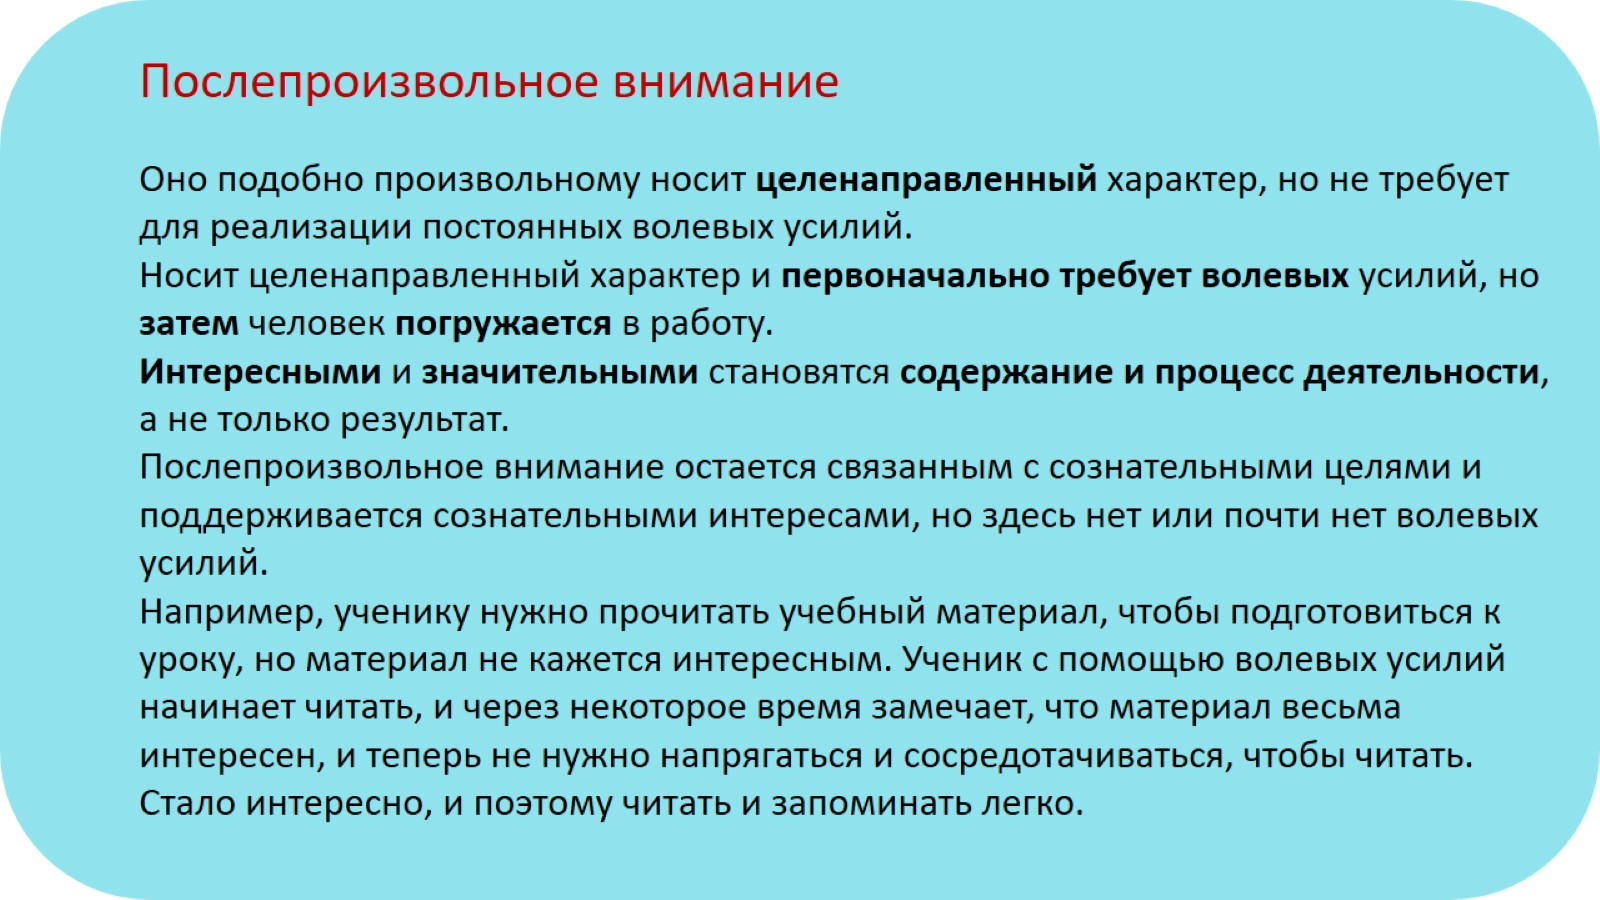 Послепроизвольное внимание
Оно подобно произвольному носит целенаправленный характер, но не требует
для реализации постоянных волевых усилий.
Носит целенаправленный характер и первоначально требует волевых усилий, но
затем человек погружается в работу.
Интересными и значительными становятся содержание и процесс деятельности,
а не только результат.
Послепроизвольное внимание остается связанным с сознательными целями и
поддерживается сознательными интересами, но здесь нет или почти нет волевых
усилий.
Например, ученику нужно прочитать учебный материал, чтобы подготовиться к
уроку, но материал не кажется интересным. Ученик с помощью волевых усилий
начинает читать, и через некоторое время замечает, что материал весьма
интересен, и теперь не нужно напрягаться и сосредотачиваться, чтобы читать.
Стало интересно, и поэтому читать и запоминать легко.